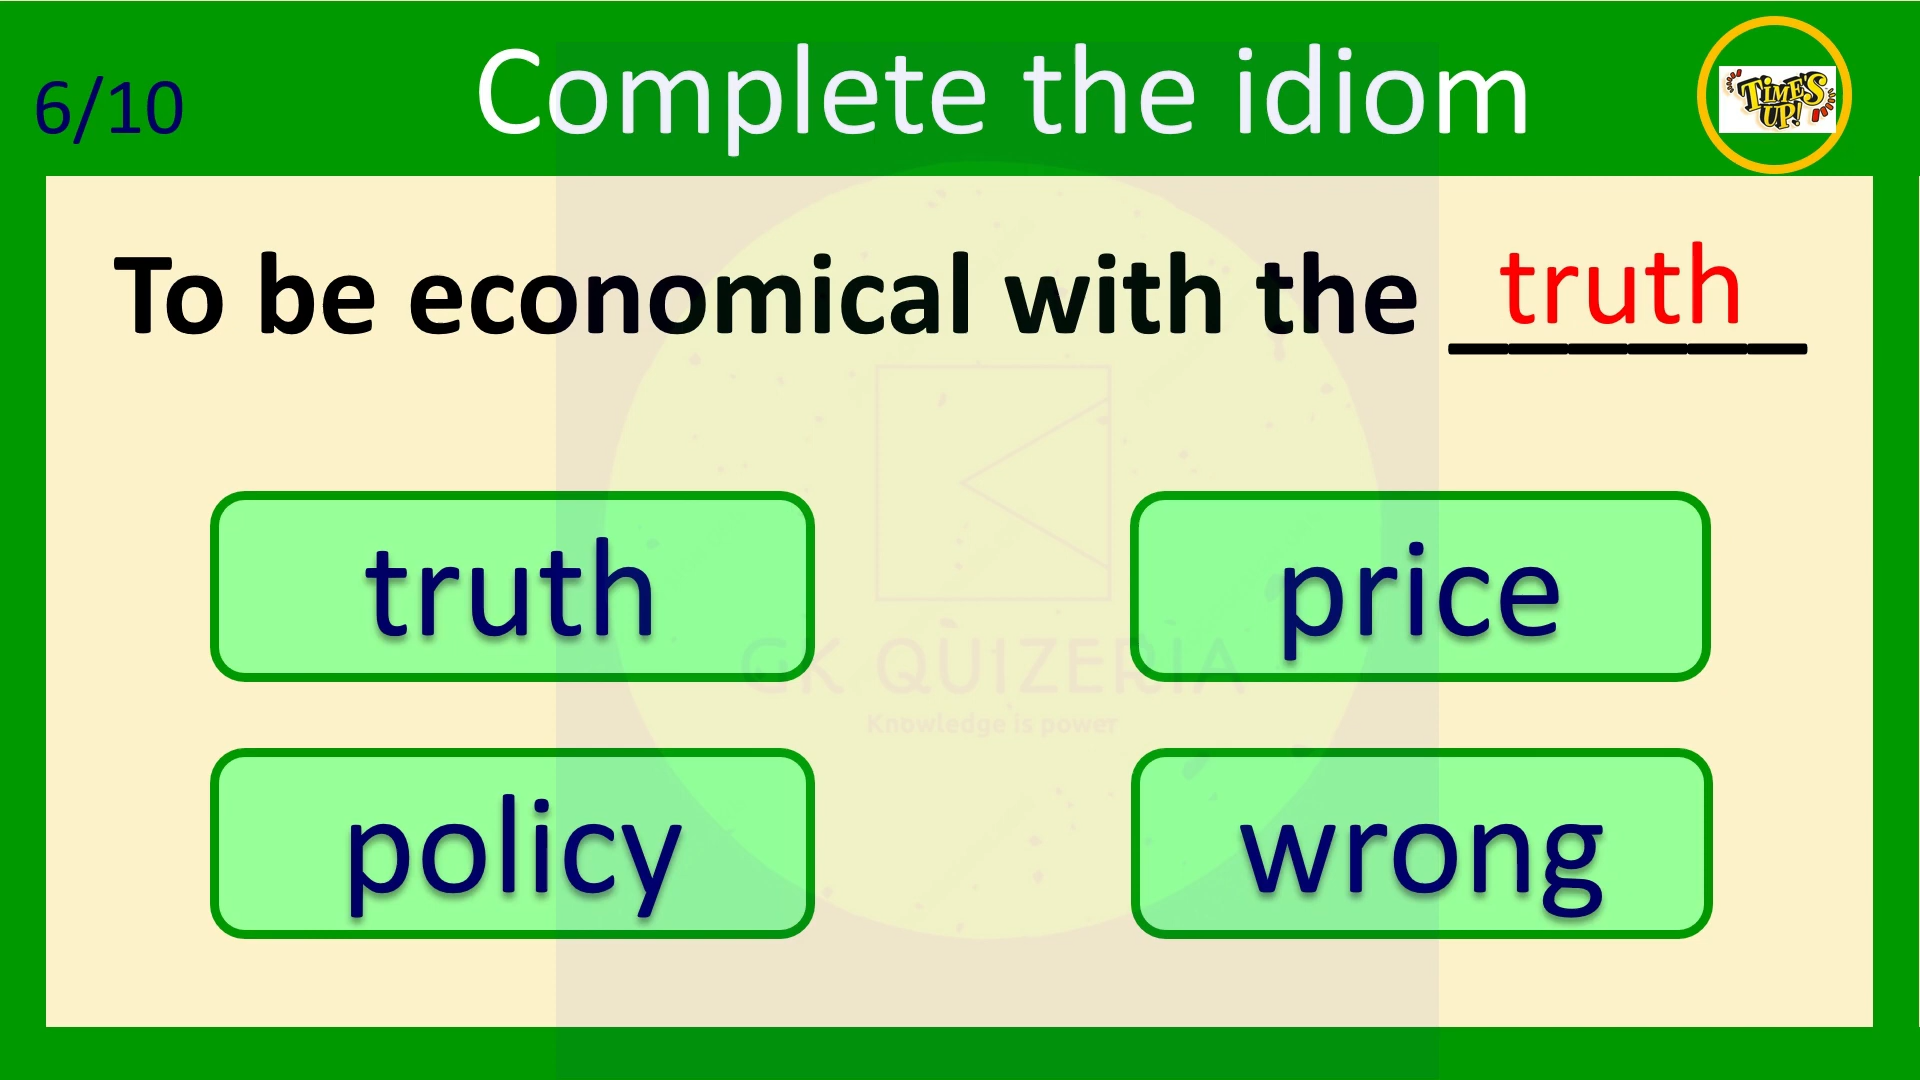 Complete the idiom
6/10
TIME'S
UP!
To be economical with the ______ truth
truth
price
GK QUIZERIA
Knowledge is power
policy
wrong